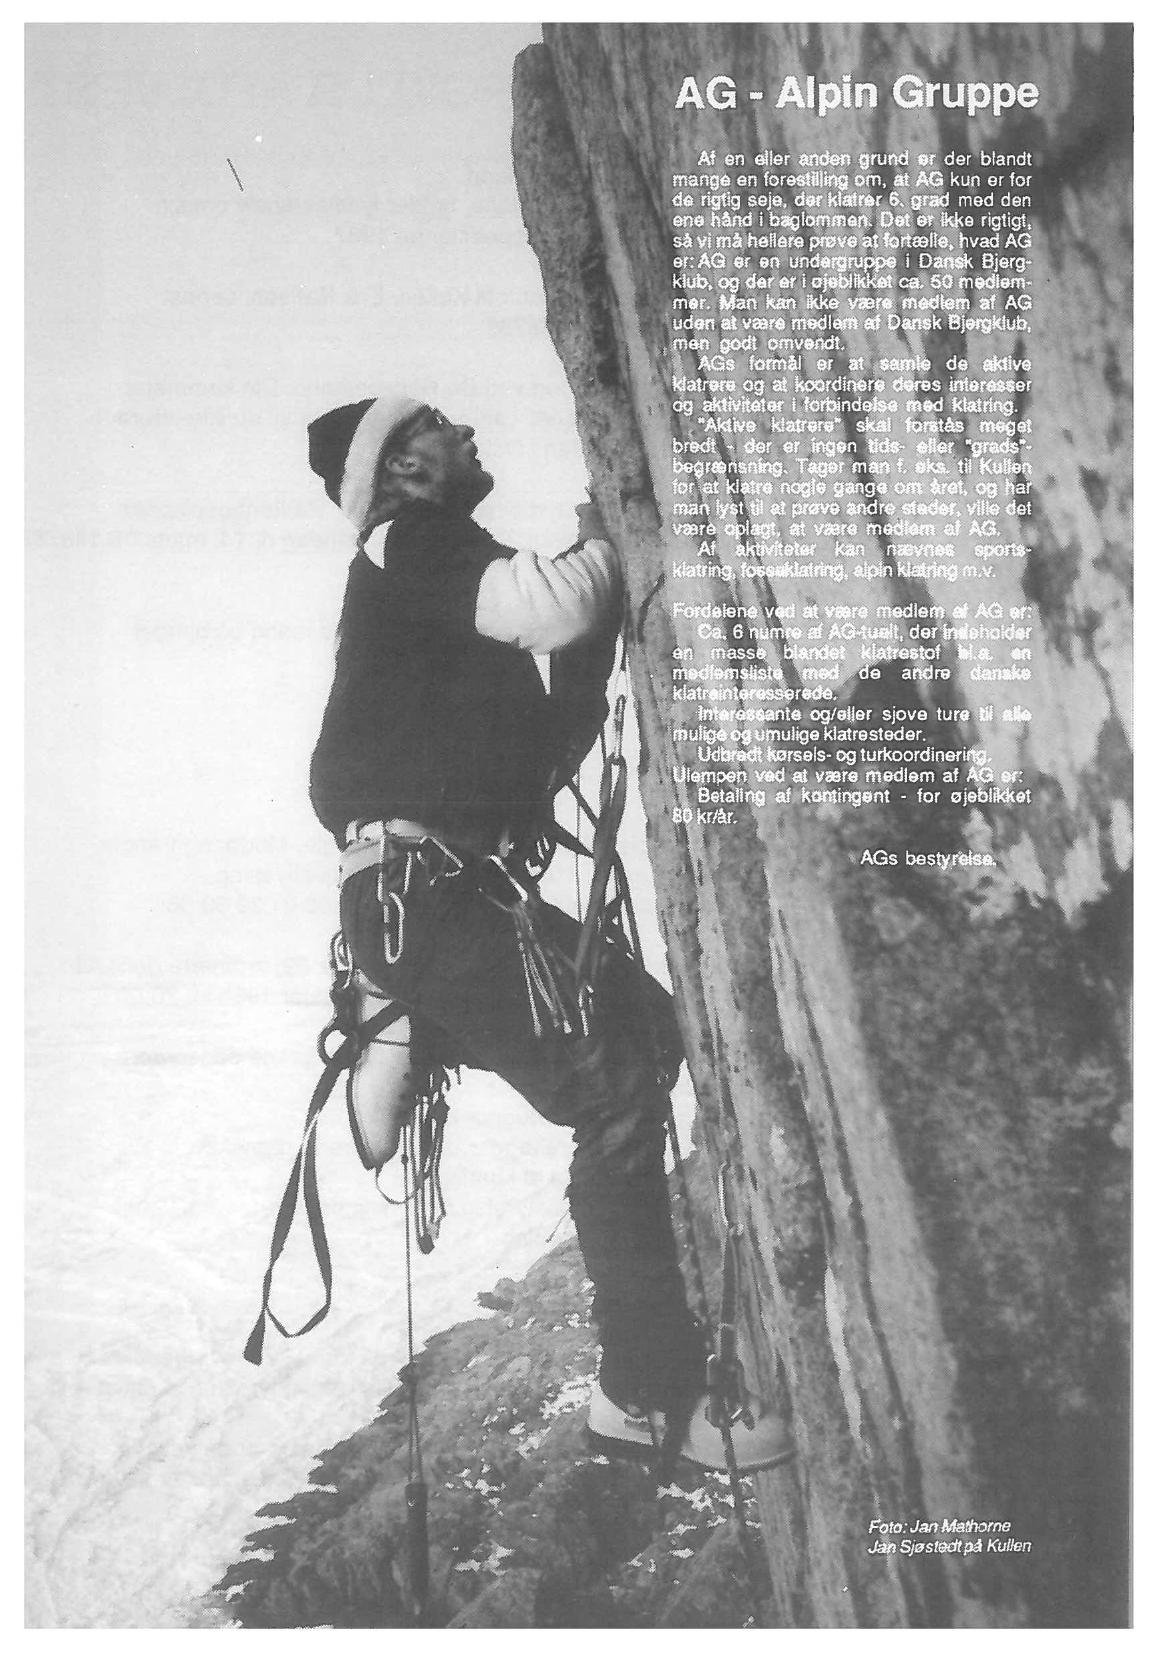 AG - Alpin Gruppe
Af en eller anden grund er der blandt
mange en forestilling om, at AG kun er for
de rigtig seje, der klatrer 6. grad med den
ene hånd i baglommen. Det er ikke rigtigt,
så vi må hellere prøve at fortælle, hvad AG
er: AG er en undergruppe i Dansk Bjerg-
klub, og der er i øjeblikket ca. 50 medlem-
mer. Man kan ikke være medlem af AG
uden at være medlem af Dansk Bjergklub,
men godt omvendt.
AGs formål er at samle de aktive
klatrere og at koordinere deres interesser
og aktiviteter i forbindelse med klatring.
"Aktive klatrere" skal forstås meget
bredt - der er ingen tids- eller "grads"-
begrænsning. Tager man f. eks. til Kullen
for at klatre nogle gange om året, og har
man lyst til at prøve andre steder, ville det
være oplagt, at være medlem af AG.
Af aktiviteter kan nævnes sports-
klatring, fosseklatring, alpin klatring m.v.
Fordelene ved at være medlem af AG er:
Ca. 6 numre af AG-tuelt, der indeholder
en masse blandet klatrestof bl.a. en
medlemsliste med de andre danske
klatreinteresserede.
Interessante og/eller sjove ture til alle
mulige og umulige klatresteder.
Udbredt kørsels- og turkoordinering.
Ulempen ved at være medlem af AG er:
Betaling af kontingent - for øjeblikket
80 kr/år.
AGs bestyrelse.
Foto: Jan Mathorne
Jan Sjøstedt på Kullen